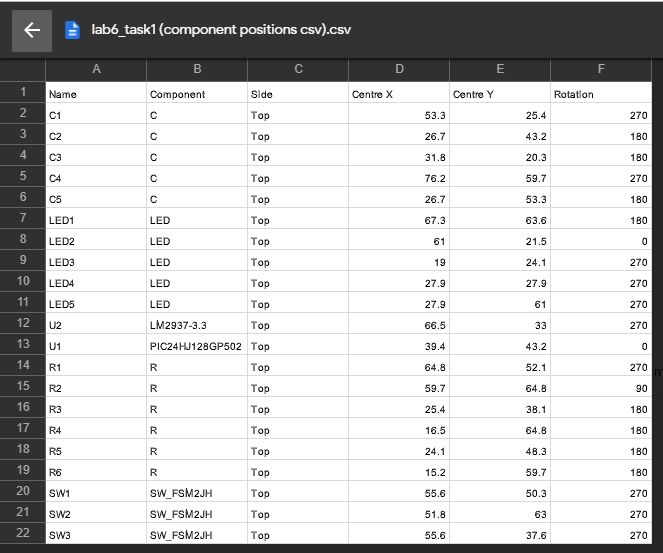 lab6_task1 (component positions csv).csv
A B C D E F
1 Name Component Side Centre X Centre Y Rotation
2 C1 C Top 53.3 25.4 270
3 C2 C Top 26.7 43.2 180
4 C3 C Top 31.8 20.3 180
5 C4 C Top 76.2 59.7 270
6 C5 C Top 26.7 53.3 180
7 LED1 LED Top 67.3 63.6 180
8 LED2 LED Top 61 21.5 0
9 LED3 LED Top 19 24.1 270
10 LED4 LED Top 27.9 27.9 270
11 LED5 LED Top 27.9 61 270
12 U2 LM2937-3.3 Top 66.5 33 270
13 U1 PIC24HJ128GP502 Top 39.4 43.2 0
14 R1 R Top 64.8 52.1 270
15 R2 R Top 59.7 64.8 90
16 R3 R Top 25.4 38.1 180
17 R4 R Top 16.5 64.8 180
18 R5 R Top 24.1 48.3 180
19 R6 R Top 15.2 59.7 180
20 SW1 SW_FSM2JH Top 55.6 50.3 270
21 SW2 SW_FSM2JH Top 51.8 63 270
22 SW3 SW_FSM2JH Top 55.6 37.6 270